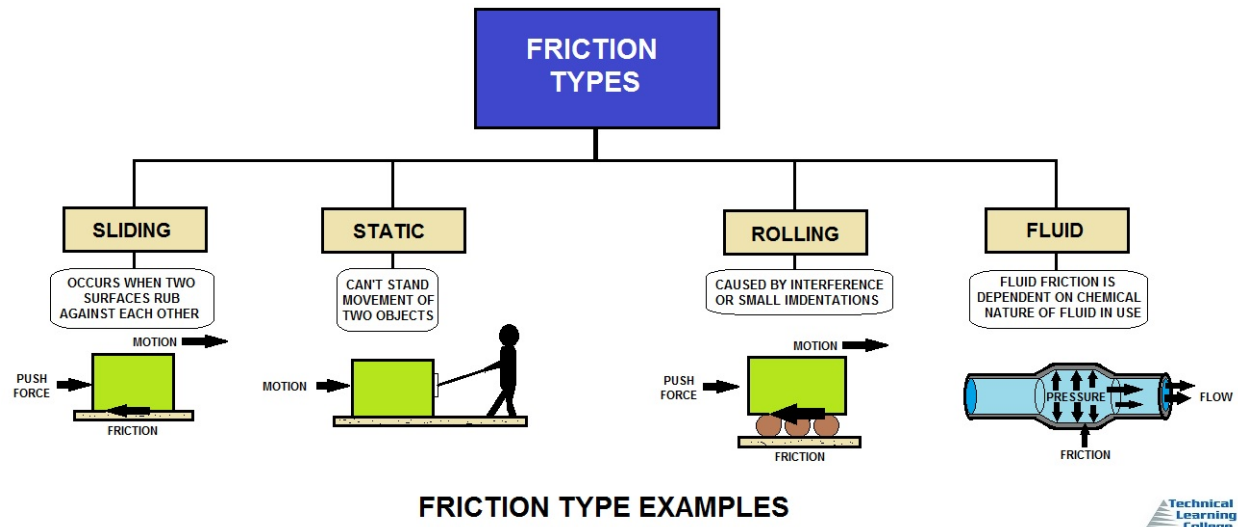 FRICTION
TYPES
SLIDING
STATIC
ROLLING
FLUID
OCCURS WHEN TWO
SURFACES RUB
AGAINST EACH OTHER
CAN'T STAND
MOVEMENT OF
TWO OBJECTS
CAUSED BY INTERFERENCE
OR SMALL IMDENTATIONS
FLUID FRICTION IS
DEPENDENT ON CHEMICAL
NATURE OF FLUID IN USE
MOTION
PUSH
FORCE
FRICTION
MOTION
MOTION
PUSH
FORCE
FRICTION
PRESSURE
FLOW
FRICTION
FRICTION TYPE EXAMPLES
Technical
Learning
College